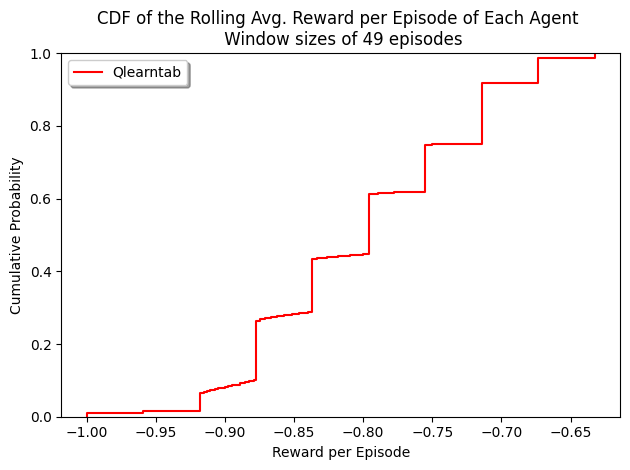 CDF of the Rolling Avg. Reward per Episode of Each Agent
Window sizes of 49 episodes
Qlearntab
Cumulative Probability
1.0
0.8
0.6
0.4
0.2
0.0
−1.00 −0.95 −0.90 −0.85 −0.80 −0.75 −0.70 −0.65
Reward per Episode